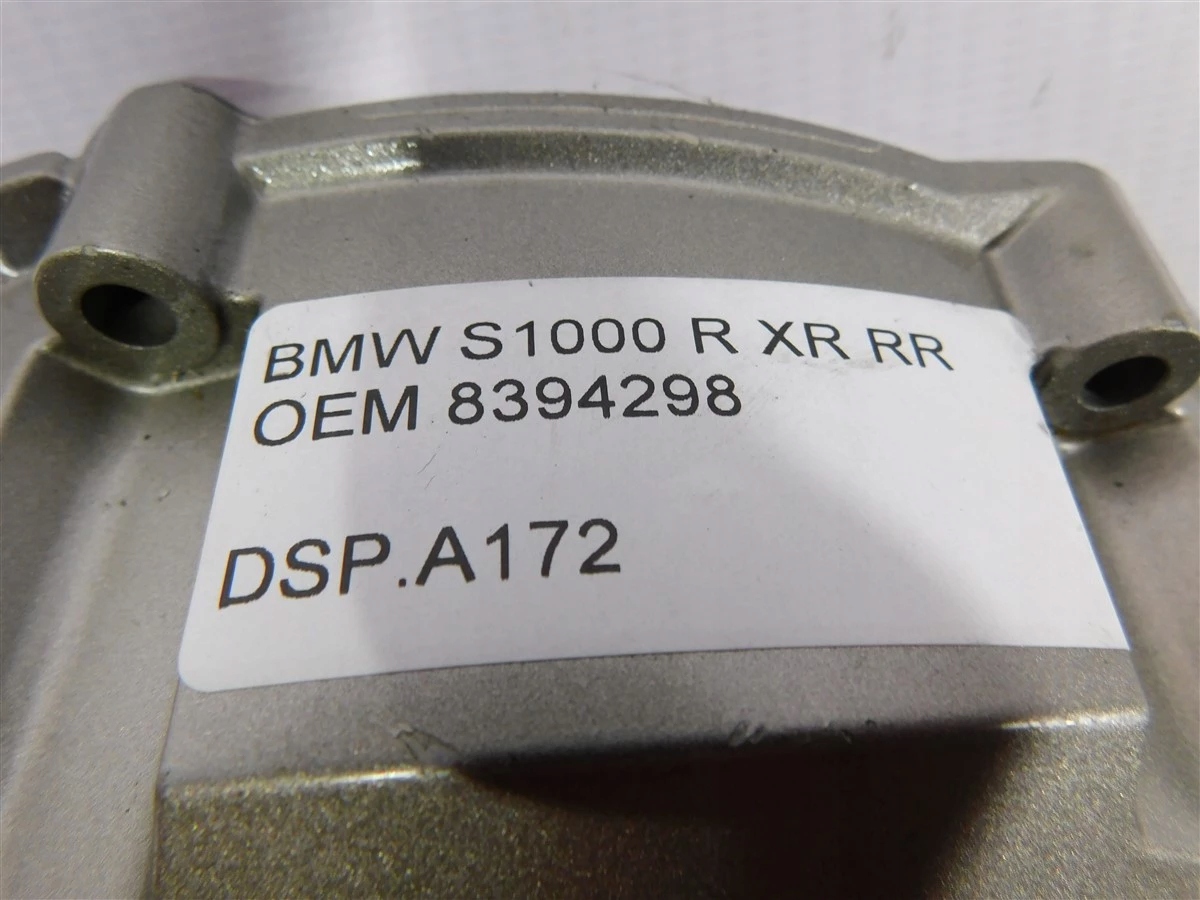 BMW S1000 R XR RR
OEM 8394298
DSP.A172